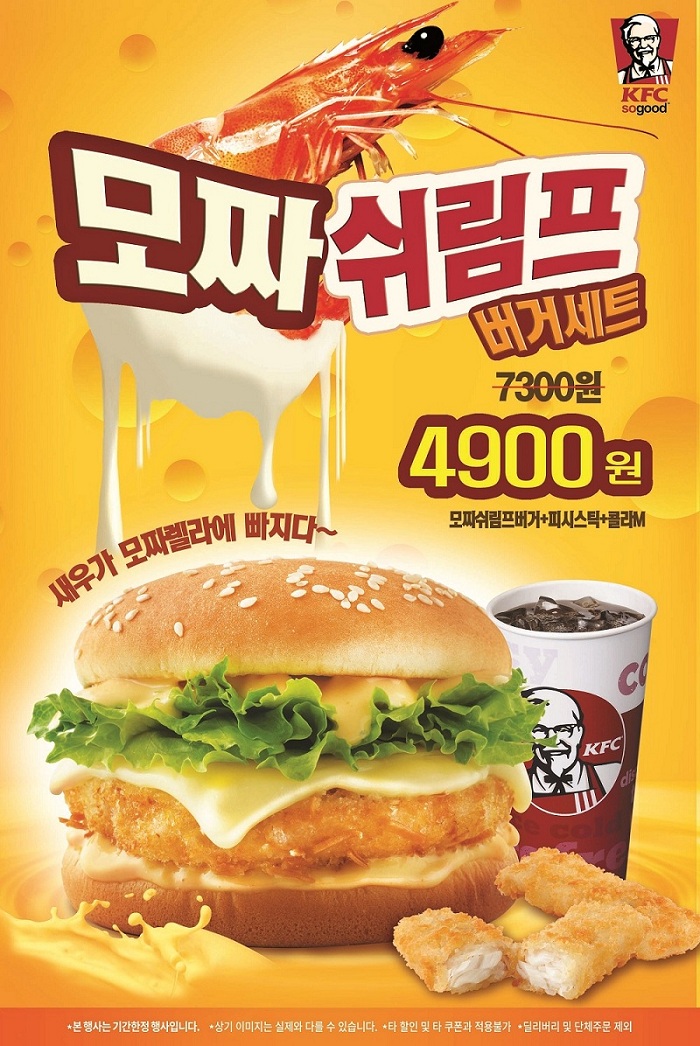 KFC
so good
모짜 쉬림프
버거세트
7300원
4900원
모짜쉬림프버거+피시스틱+콜라M
새우가 모짜렐라에 빠지다~
KFC
*본 행사는 기간한정 행사입니다. *상기 이미지는 실제와 다를 수 있습니다. *타 할인 및 타 쿠폰과 적용불가 *딜리버리 및 단체주문 제외